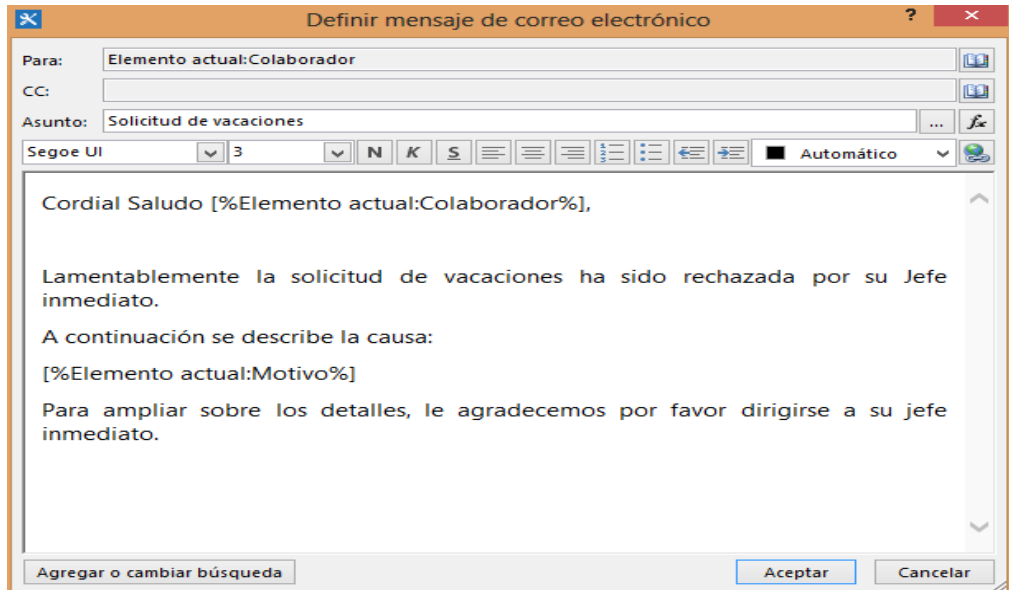 Definir mensaje de correo electrónico ? ×
Para: Elemento actual:Colaborador
CC:
Asunto: Solicitud de vacaciones ... fx
Segoe UI 3 N K S Automático
Cordial Saludo [%Elemento actual:Colaborador%],
Lamentablemente la solicitud de vacaciones ha sido rechazada por su Jefe
inmediato.
A continuación se describe la causa:
[%Elemento actual:Motivo%]
Para ampliar sobre los detalles, le agradecemos por favor dirigirse a su jefe
inmediato.
Agregar o cambiar búsqueda Aceptar Cancelar